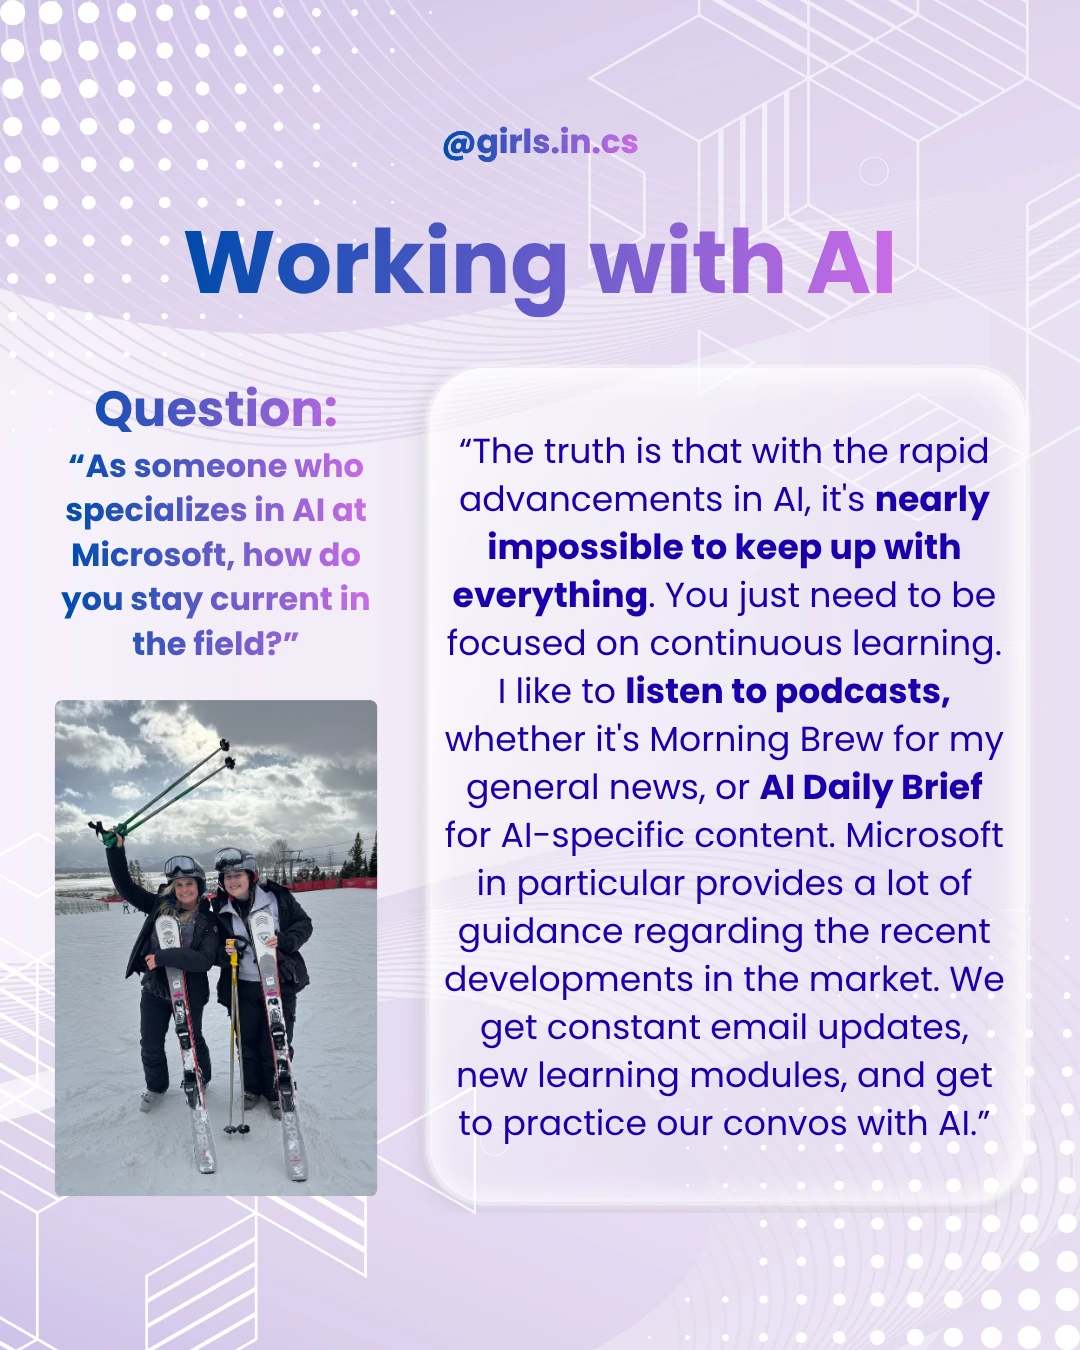 @girls.in.cs
Working with AI
Question:
“As someone who
specializes in AI at
Microsoft, how do
you stay current in
the field?”
“The truth is that with the rapid
advancements in AI, it's nearly
impossible to keep up with
everything. You just need to be
focused on continuous learning.
I like to listen to podcasts,
whether it's Morning Brew for my
general news, or AI Daily Brief
for AI-specific content. Microsoft
in particular provides a lot of
guidance regarding the recent
developments in the market. We
get constant email updates,
new learning modules, and get
to practice our convos with AI.”